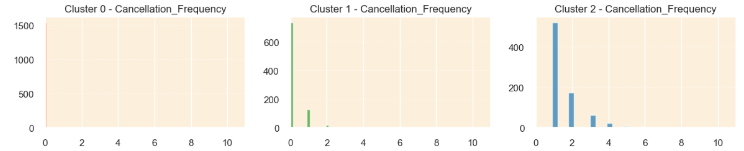 Cluster 0 - Cancellation_Frequency
1500
1000
500
0
0 2 4 6 8 10
Cluster 1 - Cancellation_Frequency
600
400
200
0
0 2 4 6 8 10
Cluster 2 - Cancellation_Frequency
400
200
0
0 2 4 6 8 10